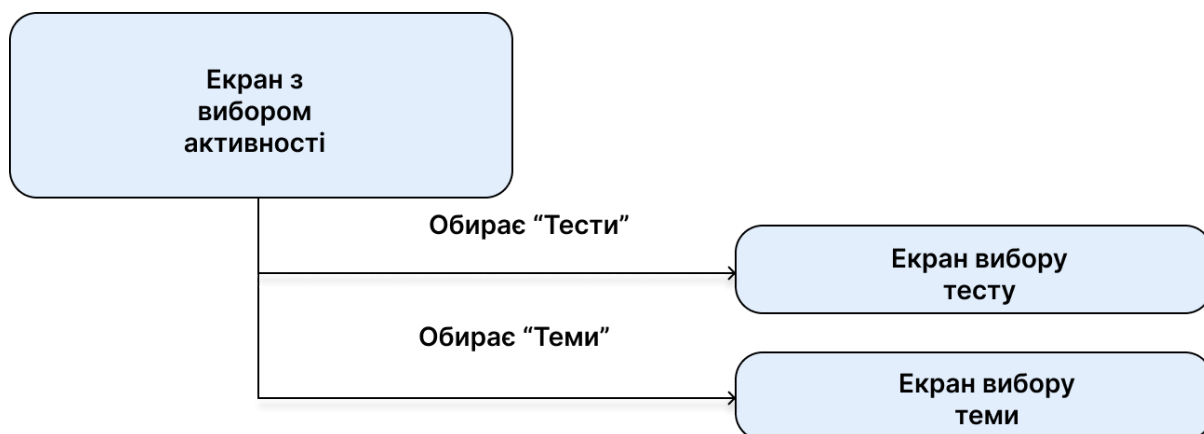 Екран з
вибором
активності
Обирає “Тести”
Екран вибору
тесту
Обирає “Теми”
Екран вибору
теми